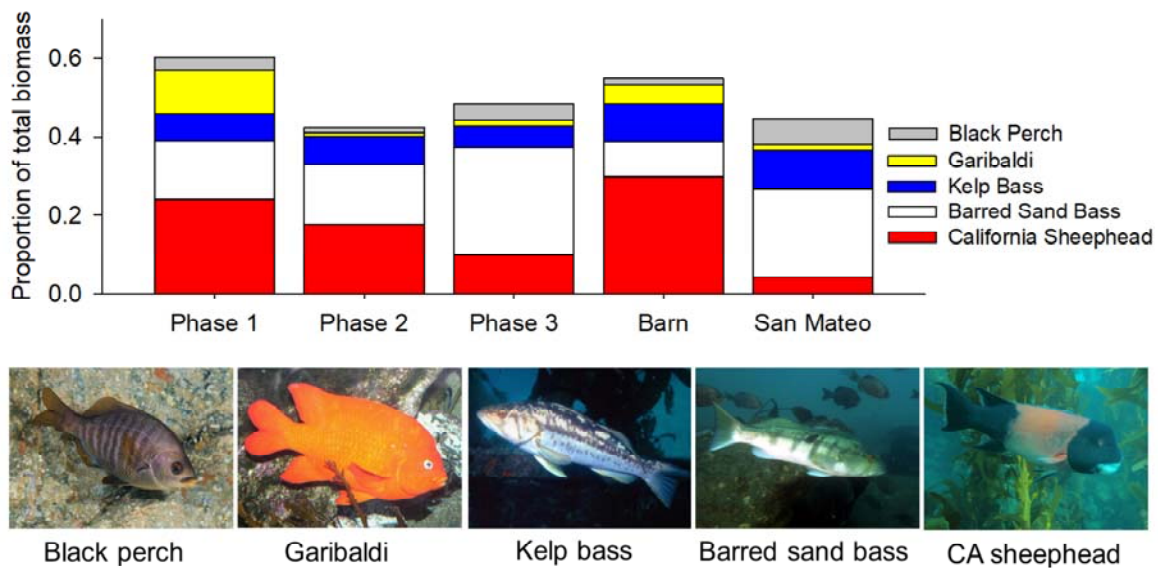 Proportion of total biomass
0.6
0.4
0.2
0.0
Phase 1
Phase 2
Phase 3
Barn
San Mateo
Black Perch
Garibaldi
Kelp Bass
Barred Sand Bass
California Sheephead
Black perch
Garibaldi
Kelp bass
Barred sand bass
CA sheephead